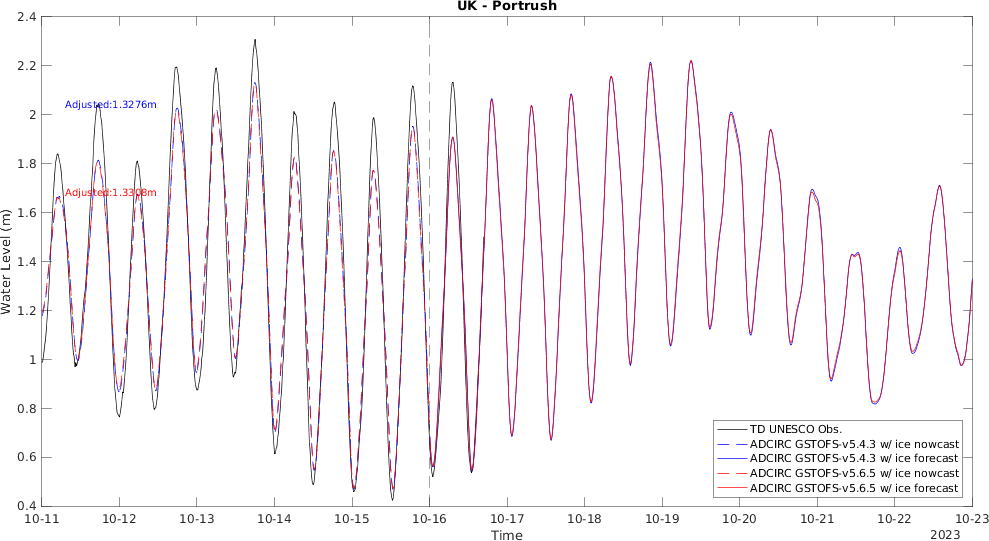 UK - Portrush
2.4
2.2
2
1.8
1.6
1.4
1.2
1
0.8
0.6
0.4
Water Level (m)
Adjusted:1.3276m
Adjusted:1.3308m
TD UNESCO Obs.
ADCIRC GSTOFS-v5.4.3 w/ ice nowcast
ADCIRC GSTOFS-v5.4.3 w/ ice forecast
ADCIRC GSTOFS-v5.6.5 w/ ice nowcast
ADCIRC GSTOFS-v5.6.5 w/ ice forecast
10-11 10-12 10-13 10-14 10-15 10-16 10-17 10-18 10-19 10-20 10-21 10-22 10-23
Time
2023